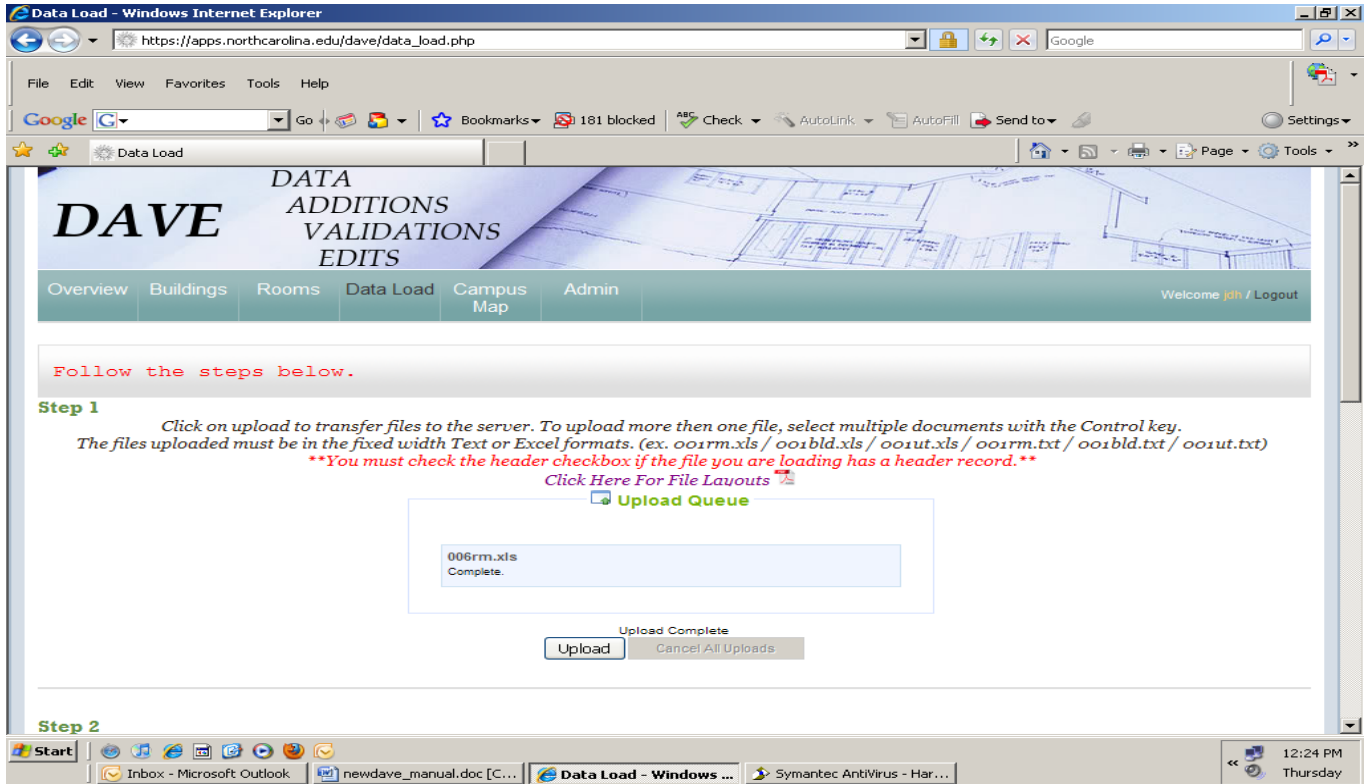 Data Load - Windows Internet Explorer
https://apps.northcarolina.edu/dave/data_load.php
Google
File Edit View Favorites Tools Help
Google G Go Bookmarks 181 blocked ABC Check AutoLink AutoFill Send to Settings
Data Load Page Tools »
DAVE
DATA
ADDITIONS
VALIDATIONS
EDITS
Overview Buildings Rooms Data Load Campus Map Admin Welcome jdh / Logout
Follow the steps below.
Step 1
Click on upload to transfer files to the server. To upload more then one file, select multiple documents with the Control key.
The files uploaded must be in the fixed width Text or Excel formats. (ex. 001rm.xls / 001bld.xls / 001ut.xls / 001rm.txt / 001bld.txt / 001ut.txt)
**You must check the header checkbox if the file you are loading has a header record.**
Click Here For File Layouts
Upload Queue
006rm.xls
Complete.
Upload Complete
Upload Cancel All Uploads
Step 2
Start « 12:24 PM
Inbox - Microsoft Outlook newdave_manual.doc [C... Data Load - Windows ... Symantec AntiVirus - Har... Thursday